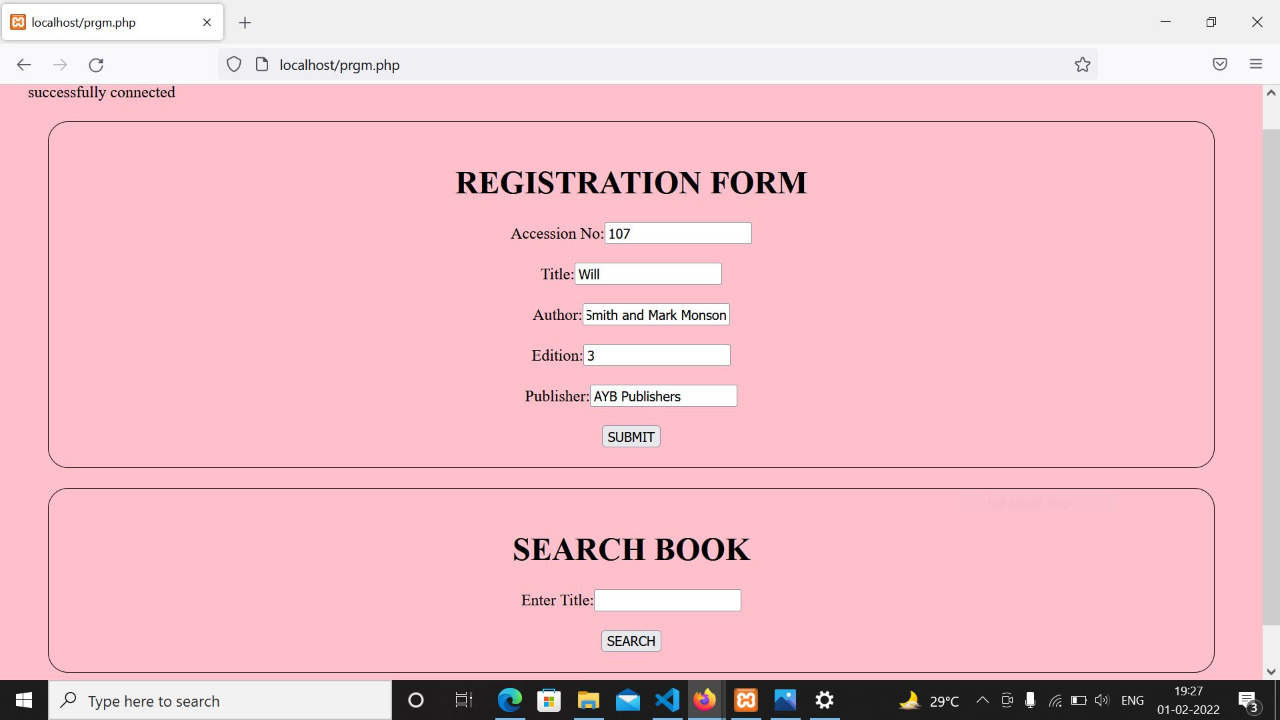 localhost/prgm.php
localhost/prgm.php
successfully connected
REGISTRATION FORM
Accession No: 107
Title: Will
Author: Smith and Mark Monson
Edition: 3
Publisher: AYB Publishers
SUBMIT
SEARCH BOOK
Enter Title:
SEARCH
Type here to search
29°C
ENG
19:27
01-02-2022
3